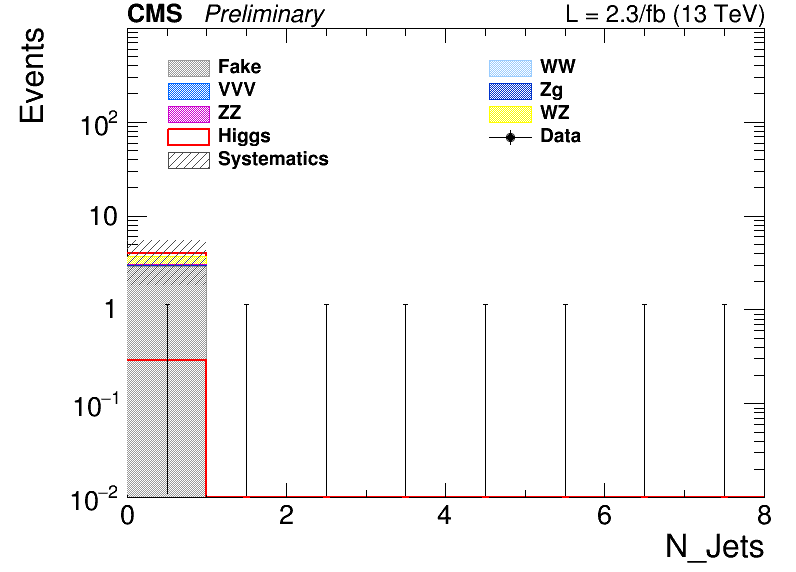 CMS Preliminary L = 2.3/fb (13 TeV)
Events
Fake WW
VVV Zg
ZZ WZ
Higgs Data
Systematics
10²
10
1
10⁻¹
10⁻²
0 2 4 6 8
N_Jets